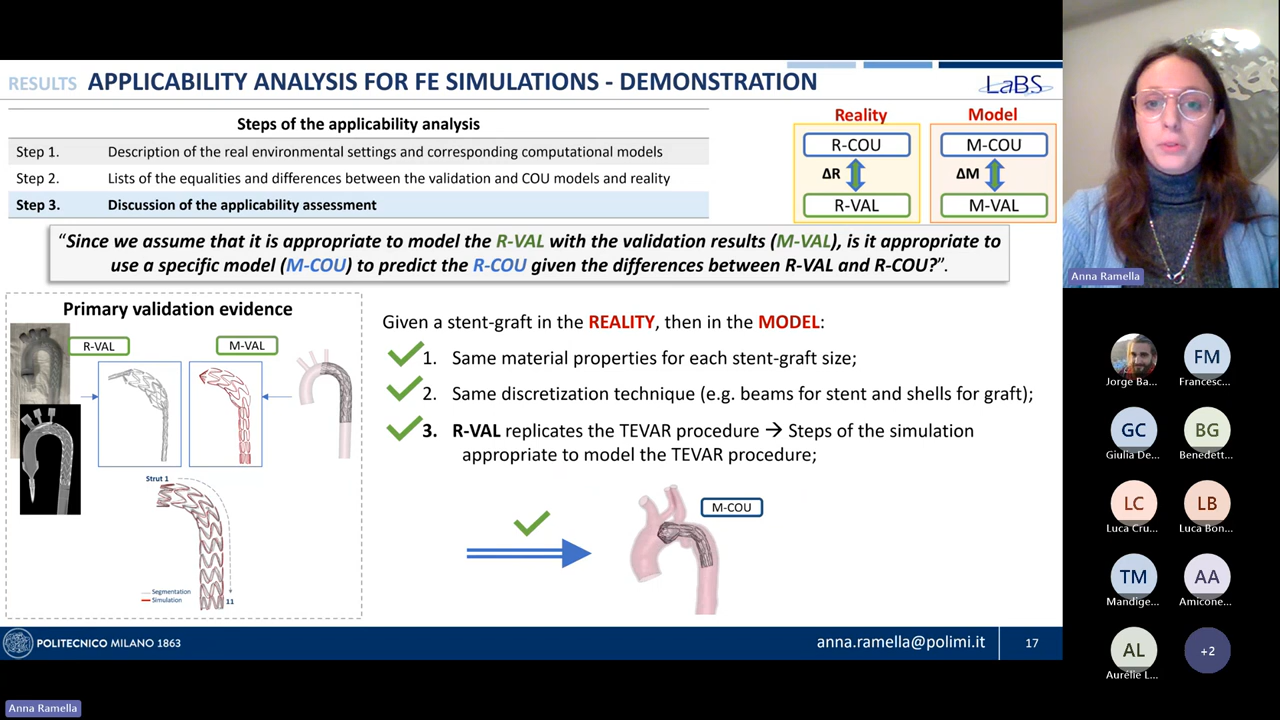 RESULTS APPLICABILITY ANALYSIS FOR FE SIMULATIONS - DEMONSTRATION
LaBS
Steps of the applicability analysis
Step 1. Description of the real environmental settings and corresponding computational models
Step 2. Lists of the equalities and differences between the validation and COU models and reality
Step 3. Discussion of the applicability assessment
Reality
R-COU
ΔR
R-VAL
Model
M-COU
ΔM
M-VAL
“Since we assume that it is appropriate to model the R-VAL with the validation results (M-VAL), is it appropriate to
use a specific model (M-COU) to predict the R-COU given the differences between R-VAL and R-COU?”.
Primary validation evidence
R-VAL
M-VAL
Strut 1
Segmentation
Simulation
11
Given a stent-graft in the REALITY, then in the MODEL:
1. Same material properties for each stent-graft size;
2. Same discretization technique (e.g. beams for stent and shells for graft);
3. R-VAL replicates the TEVAR procedure → Steps of the simulation
appropriate to model the TEVAR procedure;
M-COU
POLITECNICO MILANO 1863
anna.ramella@polimi.it
17
Anna Ramella
Jorge Ba...
FM
Francesc...
GC
Giulia De...
BG
Benedett...
LC
Luca Cru...
LB
Luca Bon...
TM
Mandige...
AA
Amicone...
AL
Aurélie L...
+2
Anna Ramella